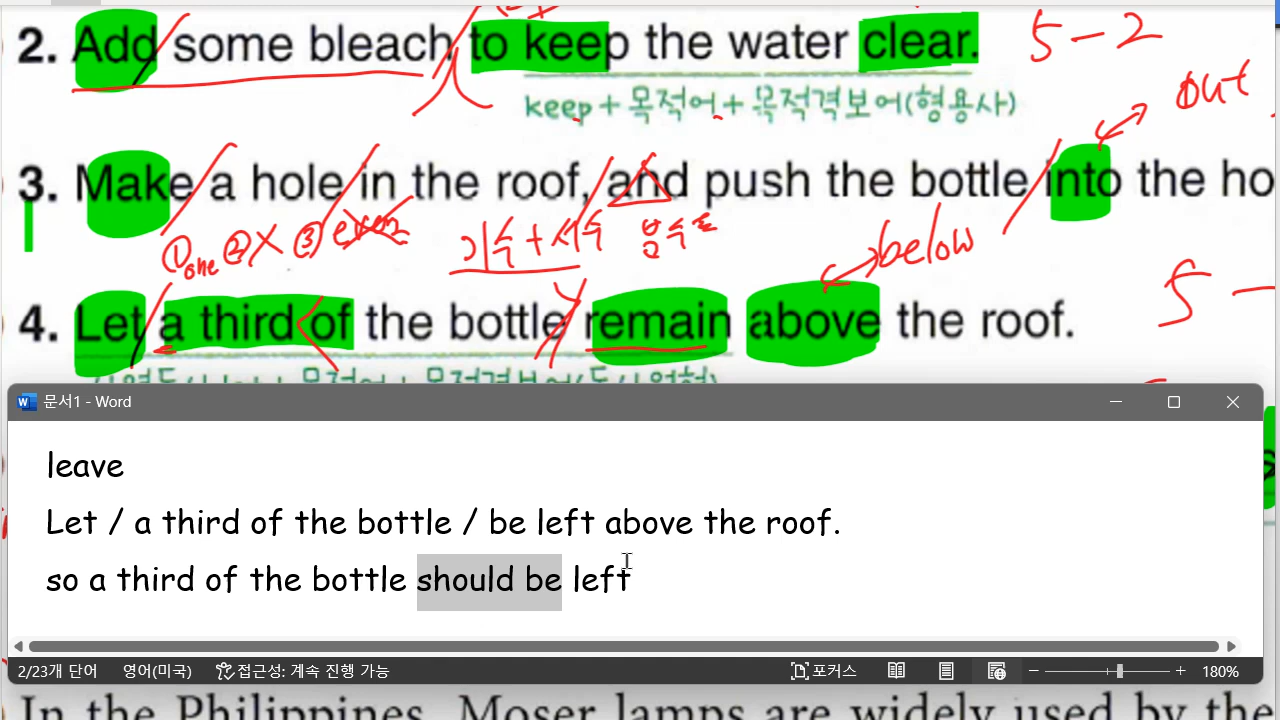 2. Add some bleach to keep the water clear. 5-2
keep + 목적어 + 목적격보어(형용사)
out
3. Make a hole in the roof, and push the bottle into the ho
①one ②X ③
기수+서수
below
4. Let a third of the bottle remain above the roof. 5 -
문서1 - Word
leave
Let / a third of the bottle / be left above the roof.
so a third of the bottle should be left
2/23개 단어 영어(미국) 접근성: 계속 진행 가능 포커스 180%
In the Philippines, Moser lamps are widely used by the